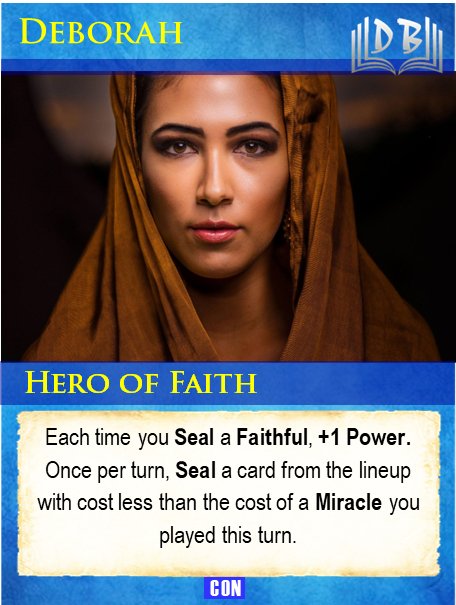 Deborah
DB
Hero of Faith
Each time you Seal a Faithful, +1 Power.
Once per turn, Seal a card from the lineup
with cost less than the cost of a Miracle you
played this turn.
CON